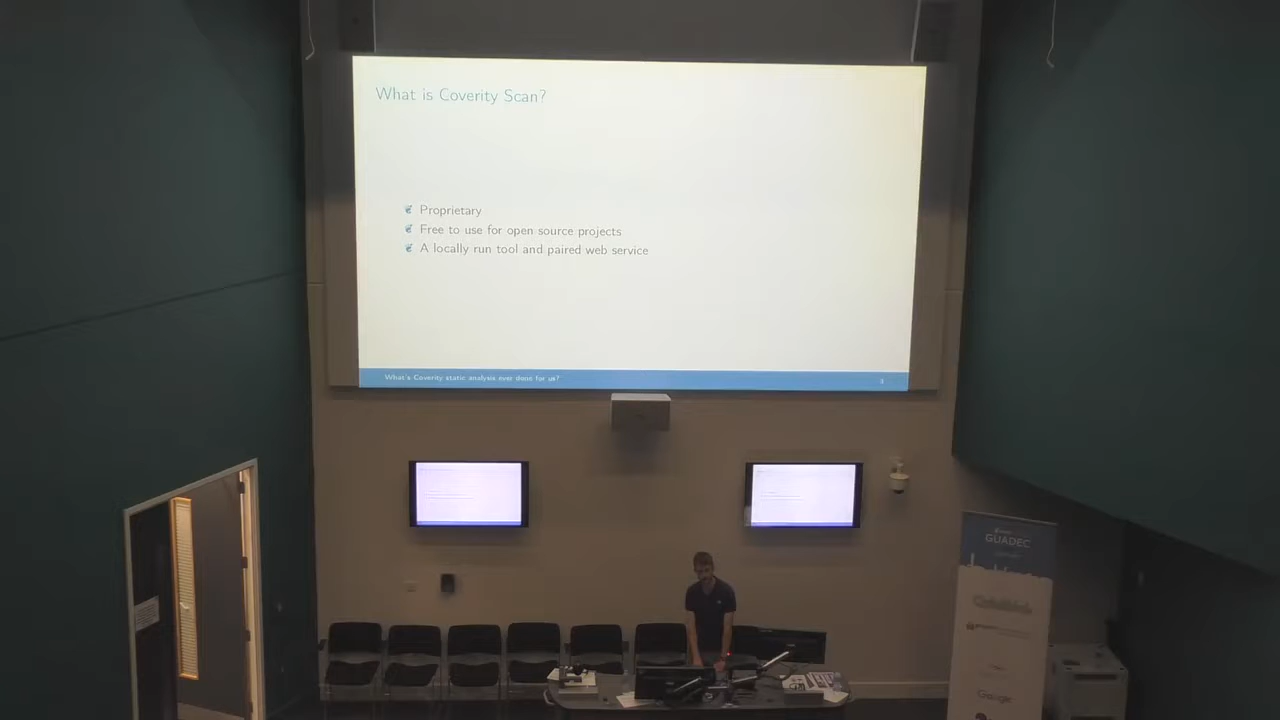 What is Coverity Scan?
Proprietary
Free to use for open source projects
A locally run tool and paired web service
What's Coverity static analysis ever done for us?
3
GUADEC
Google